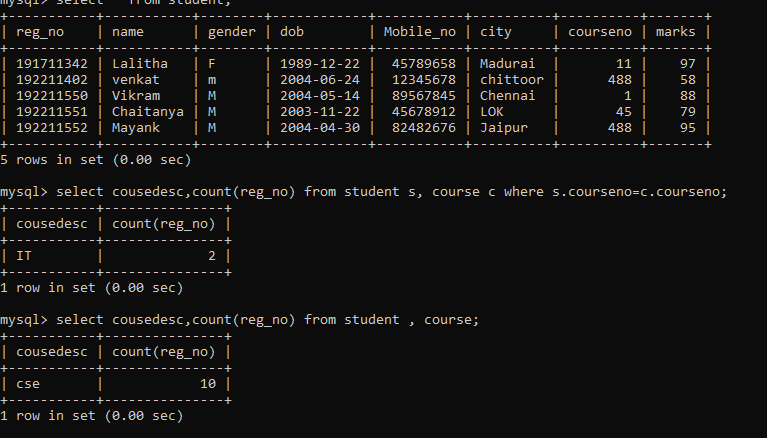 mysql> select * from student;
+-----------+-----------+--------+------------+-----------+----------+----------+-------+
| reg_no    | name      | gender | dob        | Mobile_no | city     | courseno | marks |
+-----------+-----------+--------+------------+-----------+----------+----------+-------+
| 191711342 | Lalitha   | F      | 1989-12-22 |  45789658 | Madurai  |       11 |    97 |
| 192211402 | venkat    | m      | 2004-06-24 |  12345678 | chittoor |      488 |    58 |
| 192211550 | Vikram    | M      | 2004-05-14 |  89567845 | Chennai  |        1 |    88 |
| 192211551 | Chaitanya | M      | 2003-11-22 |  45678912 | LOK      |       45 |    79 |
| 192211552 | Mayank    | M      | 2004-04-30 |  82482676 | Jaipur   |      488 |    95 |
+-----------+-----------+--------+------------+-----------+----------+----------+-------+
5 rows in set (0.00 sec)
mysql> select cousedesc,count(reg_no) from student s, course c where s.courseno=c.courseno;
+-----------+---------------+
| cousedesc | count(reg_no) |
+-----------+---------------+
| IT        |             2 |
+-----------+---------------+
1 row in set (0.00 sec)
mysql> select cousedesc,count(reg_no) from student , course;
+-----------+---------------+
| cousedesc | count(reg_no) |
+-----------+---------------+
| cse       |            10 |
+-----------+---------------+
1 row in set (0.00 sec)